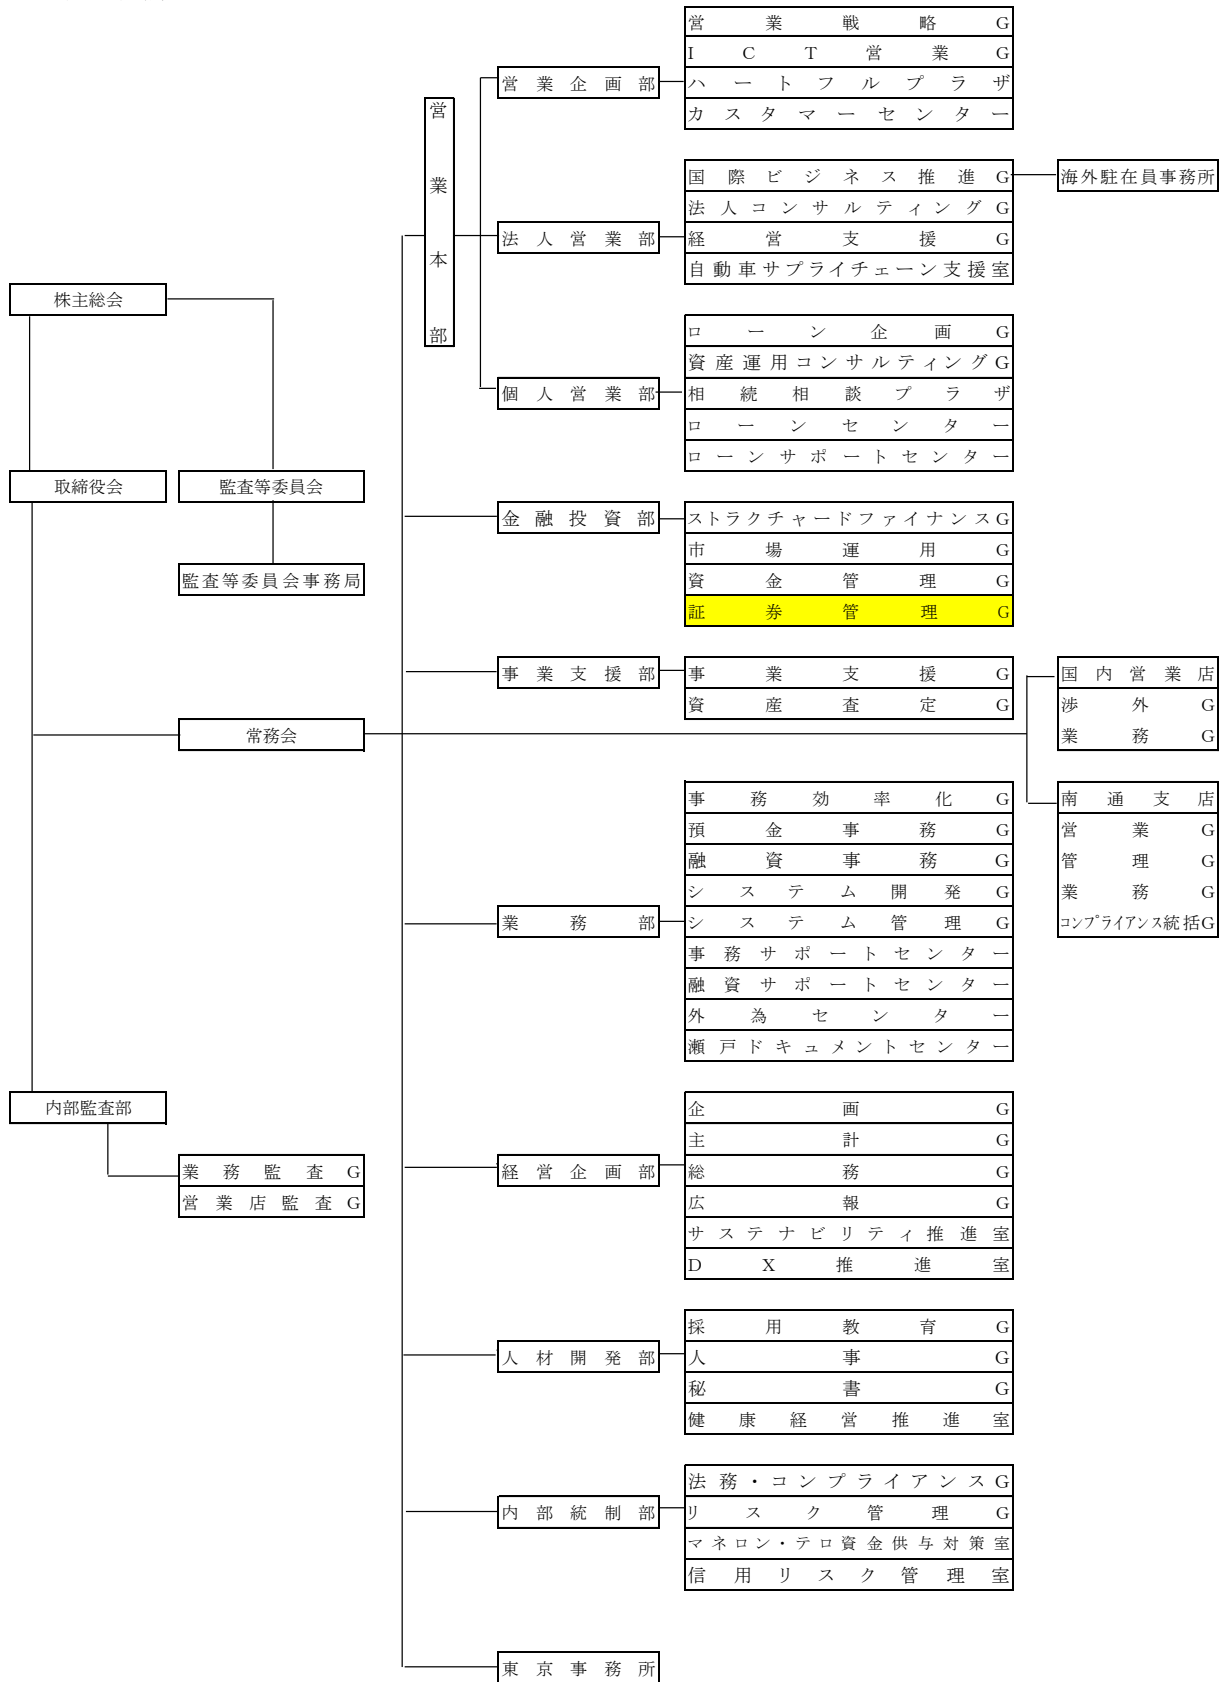 営業戦略G
ICT営業G
営業企画部
ハートフルプラザ
カスタマーセンター
営業本部
国際ビジネス推進G
海外駐在員事務所
法人コンサルティングG
法人営業部
経営支援G
自動車サプライチェーン支援室
株主総会
ローン企画G
資産運用コンサルティングG
個人営業部
相続相談プラザ
ローンセンター
ローンサポートセンター
取締役会
監査等委員会
監査等委員会事務局
金融投資部
ストラクチャードファイナンスG
市場運用G
資金管理G
証券管理G
事業支援部
事業支援G
資産査定G
国内営業店
渉外G
業務G
常務会
南通支店
営業G
管理G
業務G
コンプライアンス統括G
事務効率化G
預金事務G
融資事務G
システム開発G
業務部
システム管理G
事務サポートセンター
融資サポートセンター
外為センター
瀬戸ドキュメントセンター
内部監査部
業務監査G
営業店監査G
企画G
主計G
経営企画部
総務G
広報G
サステナビリティ推進室
DX推進室
採用教育G
人材開発部
人事G
秘書G
健康経営推進室
法務・コンプライアンスG
内部統制部
リスク管理G
マネロン・テロ資金供与対策室
信用リスク管理室
東京事務所